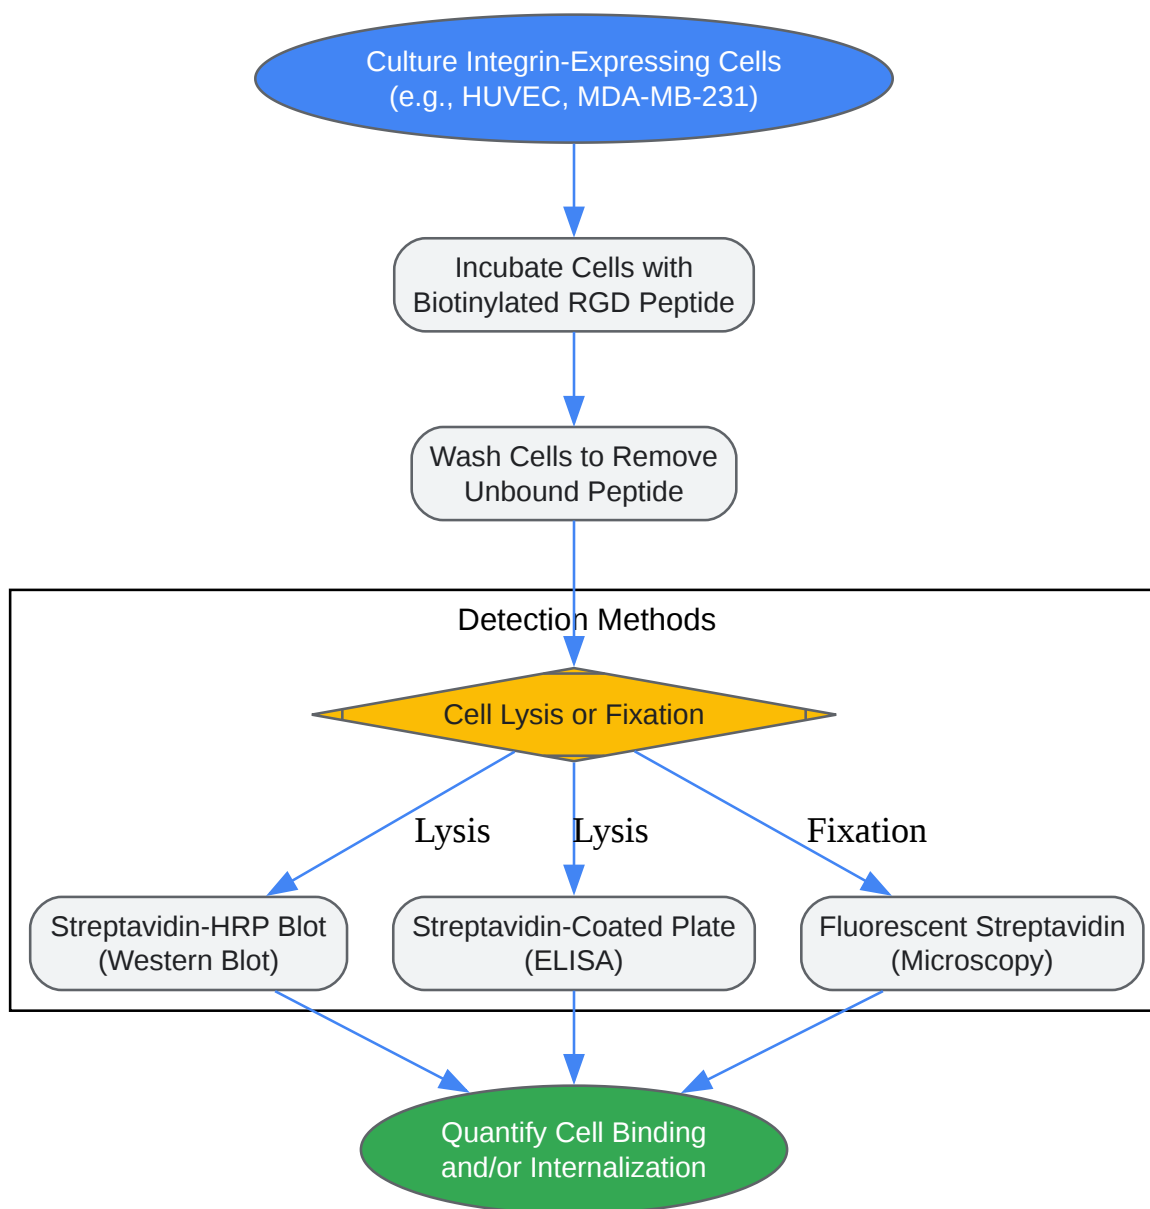 Culture Integrin-Expressing Cells
(e.g., HUVEC, MDA-MB-231)
Incubate Cells with
Biotinylated RGD Peptide
Wash Cells to Remove
Unbound Peptide
Detection Methods
Cell Lysis or Fixation
Lysis
Lysis
Fixation
Streptavidin-HRP Blot
(Western Blot)
Streptavidin-Coated Plate
(ELISA)
Fluorescent Streptavidin
(Microscopy)
Quantify Cell Binding
and/or Internalization